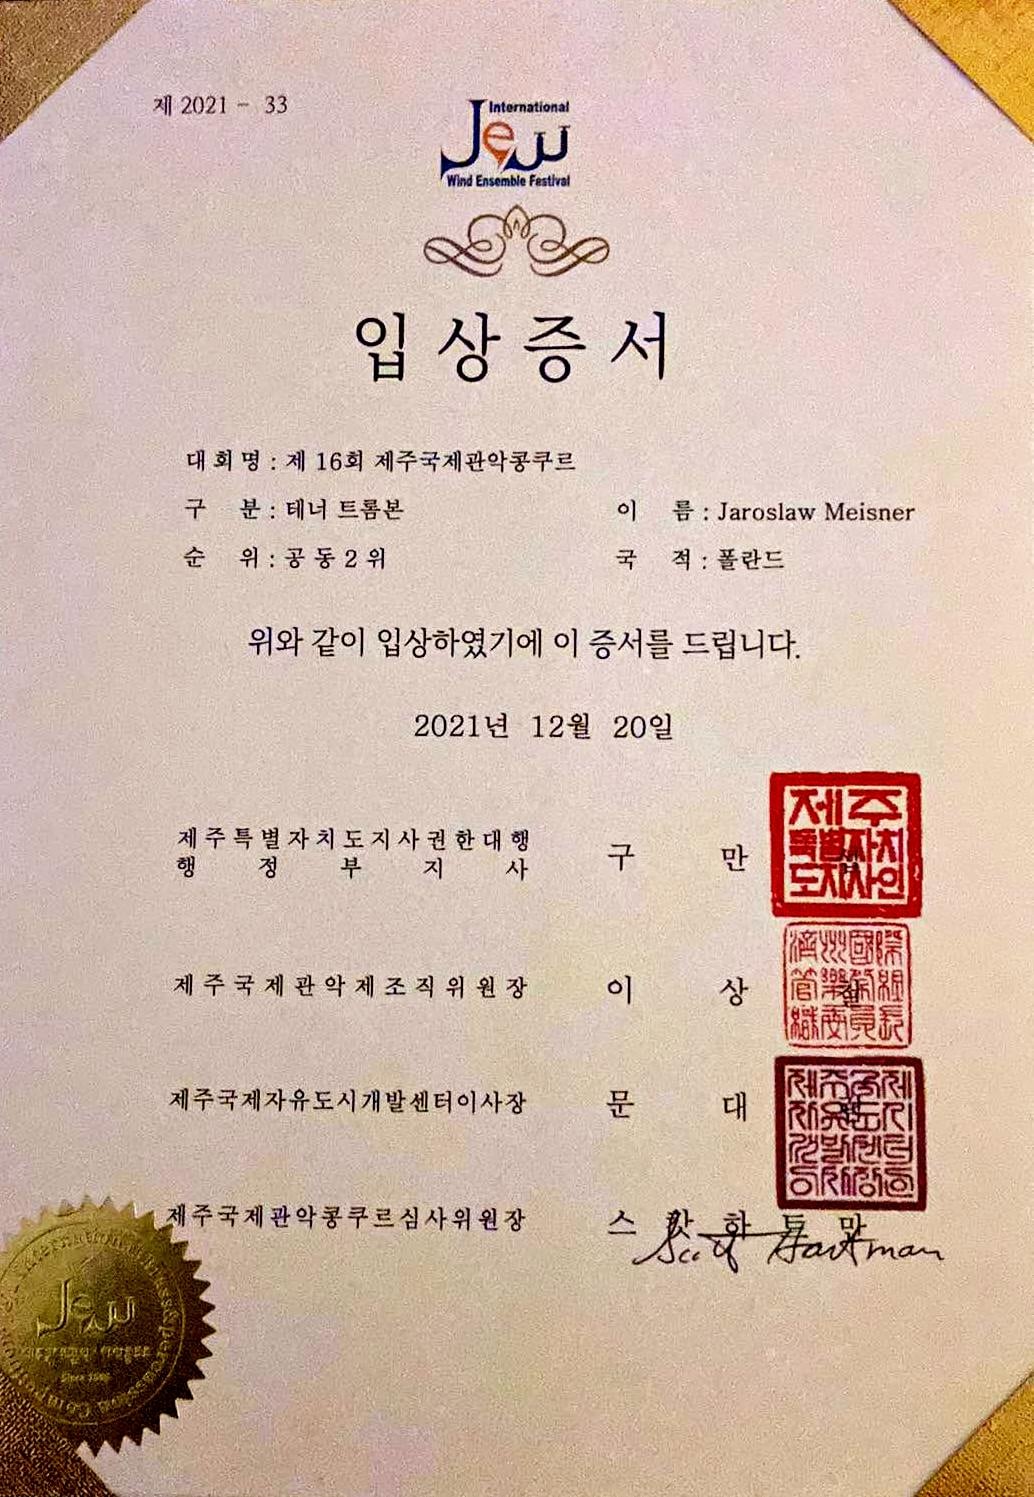 제 2021 - 33
International
Jeju
Wind Ensemble Festival
입상증서
대회명 : 제 16회 제주국제관악콩쿠르
구 분 : 테너 트롬본
이 름 : Jaroslaw Meisner
순 위 : 공동2위
국 적 : 폴란드
위와 같이 입상하였기에 이 증서를 드립니다.
2021년 12월 20일
제주특별자치도지사권한대행
행정부지사
구 만
제주특별자치도지사인
제주국제관악제조직위원장
이 상
제주국제자유도시개발센터이사장
문 대
제주국제관악콩쿠르심사위원장
스 캇 하 트 만
Scott Hartman
Jeju